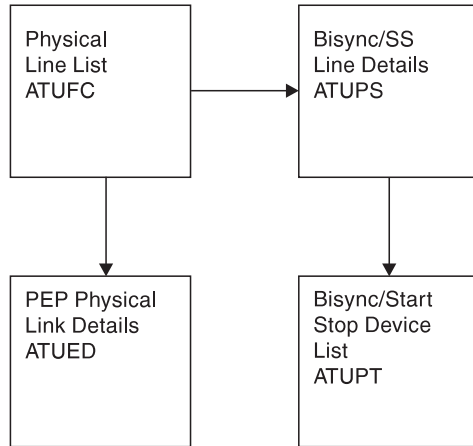 Physical
Line List
ATUFC
Bisync/SS
Line Details
ATUPS
PEP Physical
Link Details
ATUED
Bisync/Start
Stop Device
List
ATUPT